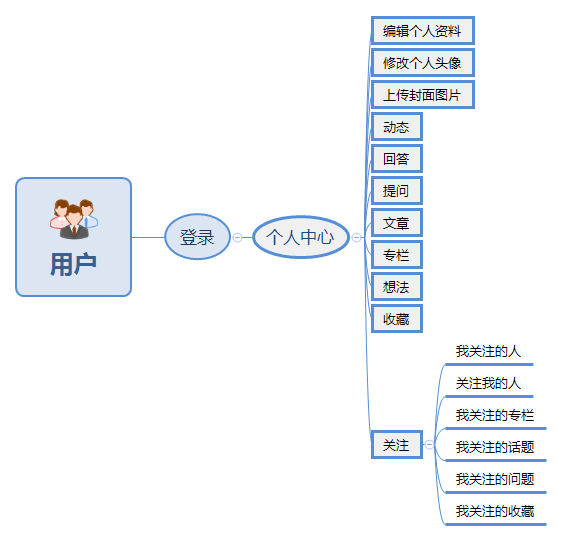 用户
登录
个人中心
编辑个人资料
修改个人头像
上传封面图片
动态
回答
提问
文章
专栏
想法
收藏
关注
我关注的人
关注我的人
我关注的专栏
我关注的话题
我关注的问题
我关注的收藏